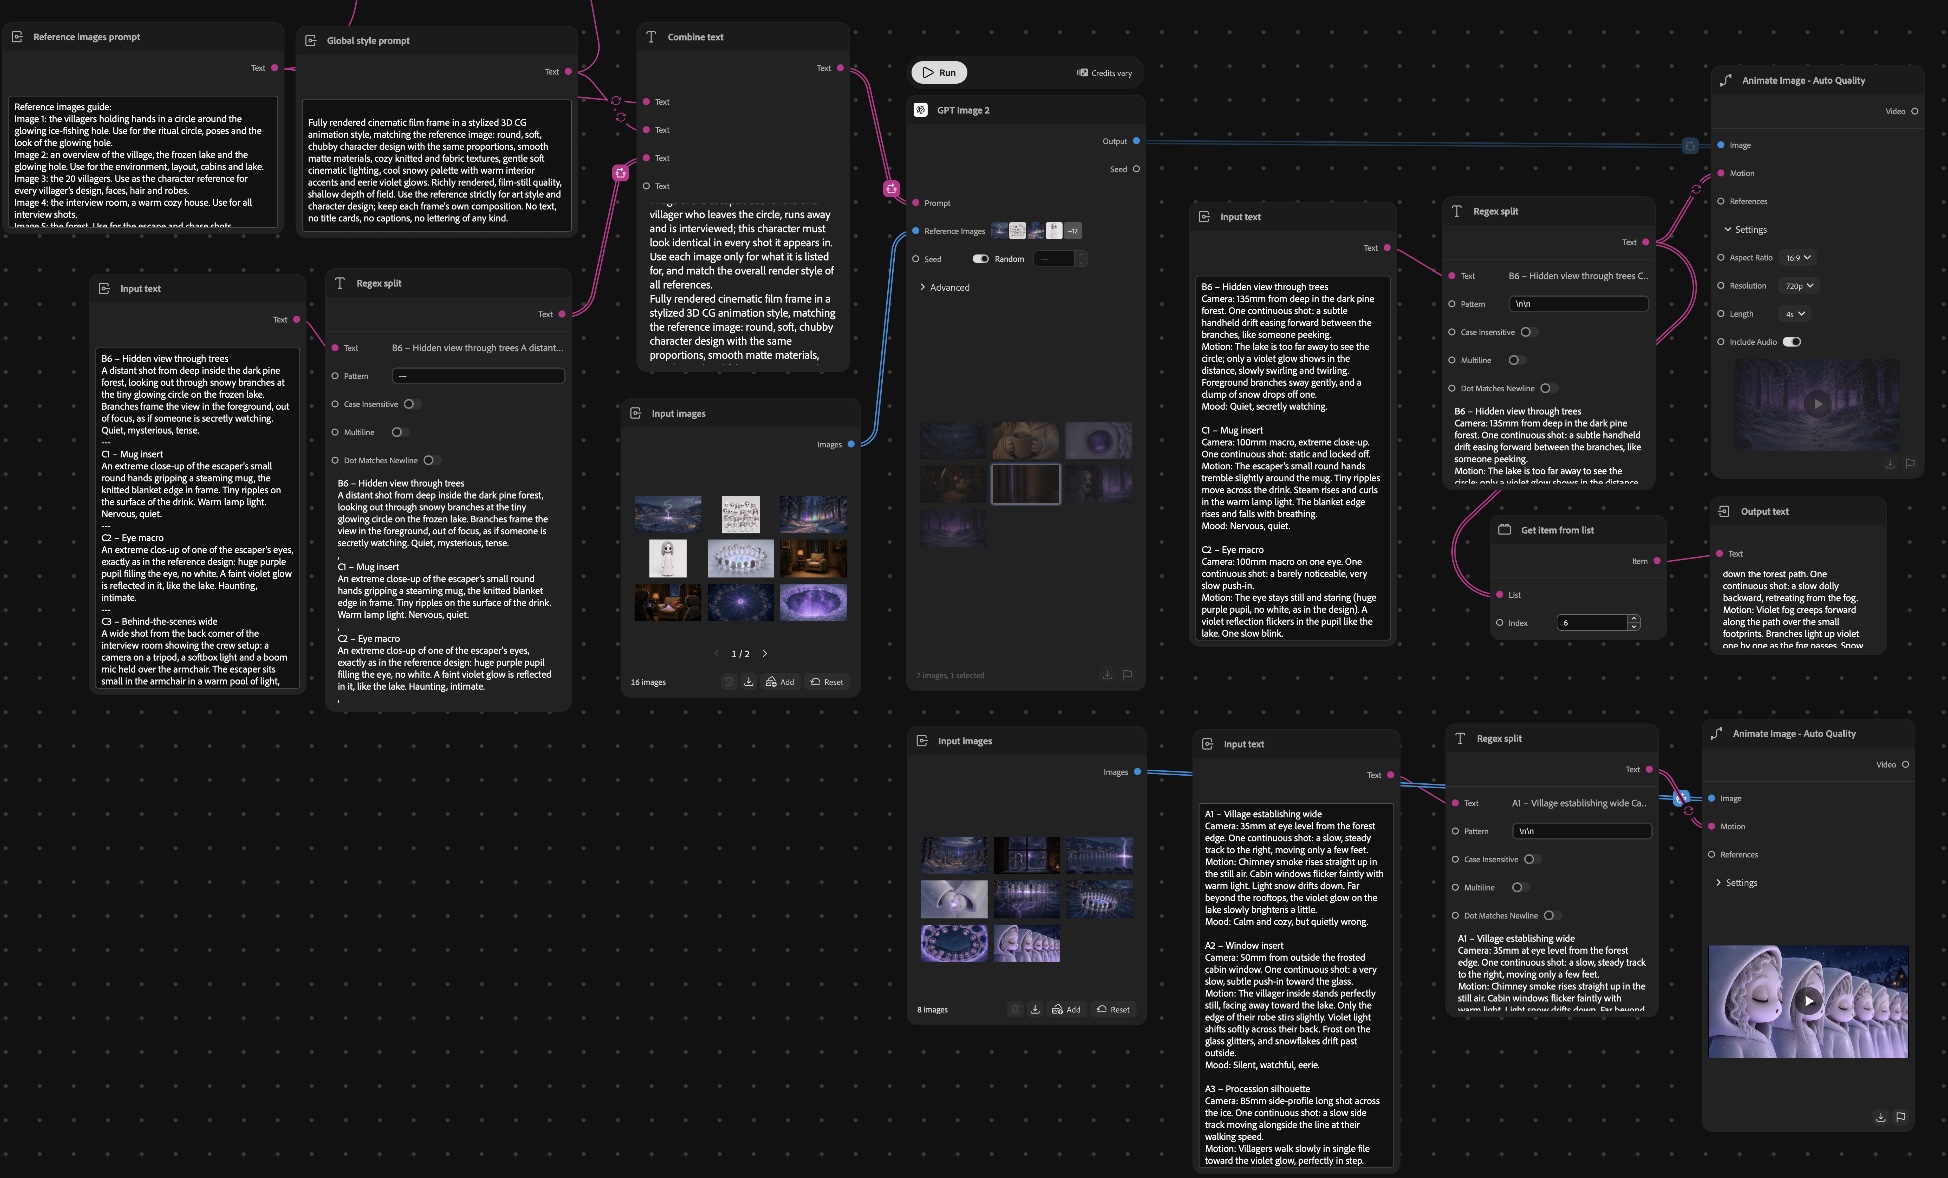 Reference images prompt
Text
Reference images guide:
Image 1: the villagers holding hands in a circle around the
glowing ice-fishing hole. Use for the ritual circle, poses and the
look of the glowing hole.
Image 2: an overview of the village, the frozen lake and the
glowing hole. Use for the environment, layout, cabins and lake.
Image 3: the 20 villagers. Use as the character reference for
every villager's design, faces, hair and robes.
Image 4: the interview room, a warm cozy house. Use for all
interview shots.
Image 5: the forest. Use for the escape and chase shots.
Global style prompt
Text
Fully rendered cinematic film frame in a stylized 3D CG
animation style, matching the reference image: round, soft,
chubby character design with the same proportions, smooth
matte materials, cozy knitted and fabric textures, gentle soft
cinematic lighting, cool snowy palette with warm interior
accents and eerie violet glows. Richly rendered, film-still quality,
shallow depth of field. Use the reference strictly for art style and
character design; keep each frame's own composition. No text,
no title cards, no captions, no lettering of any kind.
Input text
Text
B6 – Hidden view through trees
A distant shot from deep inside the dark pine
forest, looking out through snowy branches at
the tiny glowing circle on the frozen lake.
Branches frame the view in the foreground, out
of focus, as if someone is secretly watching.
Quiet, mysterious, tense.
---
C1 – Mug insert
An extreme close-up of the escaper's small
round hands gripping a steaming mug, the
knitted blanket edge in frame. Tiny ripples on
the surface of the drink. Warm lamp light.
Nervous, quiet.
---
C2 – Eye macro
An extreme clos-up of one of the escaper's eyes,
exactly as in the reference design: huge purple
pupil filling the eye, no white. A faint violet glow
is reflected in it, like the lake. Haunting,
intimate.
---
C3 – Behind-the-scenes wide
A wide shot from the back corner of the
interview room showing the crew setup: a
camera on a tripod, a softbox light and a boom
mic held over the armchair. The escaper sits
small in the armchair in a warm pool of light,
Regex split
Text
Text
B6 – Hidden view through trees A distant...
Pattern
---
Case Insensitive
Multiline
Dot Matches Newline
B6 – Hidden view through trees
A distant shot from deep inside the dark pine forest,
looking out through snowy branches at the tiny
glowing circle on the frozen lake. Branches frame the
view in the foreground, out of focus, as if someone is
secretly watching. Quiet, mysterious, tense.
,
C1 – Mug insert
An extreme close-up of the escaper's small round
hands gripping a steaming mug, the knitted blanket
edge in frame. Tiny ripples on the surface of the drink.
Warm lamp light. Nervous, quiet.
,
C2 – Eye macro
An extreme clos-up of one of the escaper's eyes,
exactly as in the reference design: huge purple pupil
filling the eye, no white. A faint violet glow is reflected
in it, like the lake. Haunting, intimate.
,
Combine text
Text
Text
Text
Text
Text
villager who leaves the circle, runs away
and is interviewed; this character must
look identical in every shot it appears in.
Use each image only for what it is listed
for, and match the overall render style of
all references.
Fully rendered cinematic film frame in a
stylized 3D CG animation style, matching
the reference image: round, soft, chubby
character design with the same
proportions, smooth matte materials,
Input images
Images
1 / 2
16 images
Add
Reset
Run
Credits vary
GPT Image 2
Output
Seed
Prompt
Reference Images
+12
Seed
Random
---
Advanced
7 images, 1 selected
Input images
Images
8 images
Add
Reset
Input text
Text
B6 – Hidden view through trees
Camera: 135mm from deep in the dark pine
forest. One continuous shot: a subtle
handheld drift easing forward between the
branches, like someone peeking.
Motion: The lake is too far away to see the
circle; only a violet glow shows in the
distance, slowly swirling and twirling.
Foreground branches sway gently, and a
clump of snow drops off one.
Mood: Quiet, secretly watching.
C1 – Mug insert
Camera: 100mm macro, extreme close-up.
One continuous shot: static and locked off.
Motion: The escaper's small round hands
tremble slightly around the mug. Tiny ripples
move across the drink. Steam rises and curls
in the warm lamp light. The blanket edge
rises and falls with breathing.
Mood: Nervous, quiet.
C2 – Eye macro
Camera: 100mm macro on one eye. One
continuous shot: a barely noticeable, very
slow push-in.
Motion: The eye stays still and staring (huge
purple pupil, no white, as in the design). A
violet reflection flickers in the pupil like the
lake. One slow blink.
Regex split
Text
Text
B6 – Hidden view through trees C..
Pattern
\n\n
Case Insensitive
Multiline
Dot Matches Newline
B6 – Hidden view through trees
Camera: 135mm from deep in the dark pine
forest. One continuous shot: a subtle handheld
drift easing forward between the branches, like
someone peeking.
Motion: The lake is too far away to see the
circle; only a violet glow shows in the distance,
Get item from list
Item
List
Index
6
Animate Image - Auto Quality
Video
Image
Motion
References
Settings
Aspect Ratio
16:9
Resolution
720p
Length
4s
Include Audio
Output text
Text
down the forest path. One
continuous shot: a slow dolly
backward, retreating from the fog.
Motion: Violet fog creeps forward
along the path over the small
footprints. Branches light up violet
one by one as the fog passes. Snow
Input text
Text
A1 – Village establishing wide
Camera: 35mm at eye level from the forest
edge. One continuous shot: a slow, steady
track to the right, moving only a few feet.
Motion: Chimney smoke rises straight up in
the still air. Cabin windows flicker faintly with
warm light. Light snow drifts down. Far
beyond the rooftops, the violet glow on the
lake slowly brightens a little.
Mood: Calm and cozy, but quietly wrong.
A2 – Window insert
Camera: 50mm from outside the frosted
cabin window. One continuous shot: a very
slow, subtle push-in toward the glass.
Motion: The villager inside stands perfectly
still, facing away toward the lake. Only the
edge of their robe stirs slightly. Violet light
shifts softly across their back. Frost on the
glass glitters, and snowflakes drift past
outside.
Mood: Silent, watchful, eerie.
A3 – Procession silhouette
Camera: 85mm side-profile long shot across
the ice. One continuous shot: a slow side
track moving alongside the line at their
walking speed.
Motion: Villagers walk slowly in single file
toward the violet glow, perfectly in step.
Regex split
Text
Text
A1 – Village establishing wide Ca..
Pattern
\n\n
Case Insensitive
Multiline
Dot Matches Newline
A1 – Village establishing wide
Camera: 35mm at eye level from the forest
edge. One continuous shot: a slow, steady track
to the right, moving only a few feet.
Motion: Chimney smoke rises straight up in the
still air. Cabin windows flicker faintly with
warm light. Light snow drifts down. Far beyond
Animate Image - Auto Quality
Video
Image
Motion
References
Settings